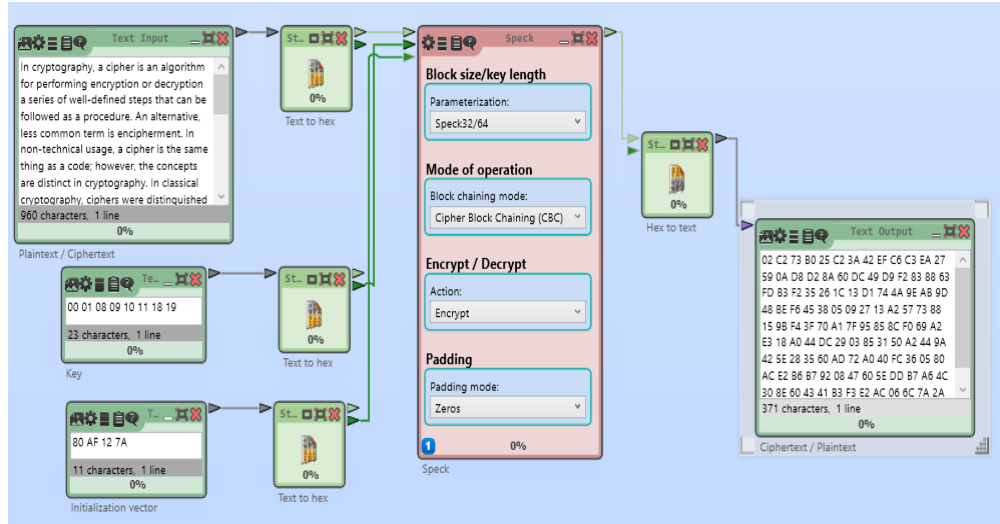 Text Input
In cryptography, a cipher is an algorithm
for performing encryption or decryption
a series of well-defined steps that can be
followed as a procedure. An alternative,
less common term is encipherment. In
non-technical usage, a cipher is the same
thing as a code; however, the concepts
are distinct in cryptography. In classical
cryptography, ciphers were distinguished
960 characters, 1 line
0%
Plaintext / Ciphertext
St...
0%
Text to hex
Te...
00 01 08 09 10 11 18 19
23 characters, 1 line
0%
Key
St...
0%
Text to hex
T...
80 AF 12 7A
11 characters, 1 line
0%
Initialization vector
St...
0%
Text to hex
Speck
Block size/key length
Parameterization:
Speck32/64
Mode of operation
Block chaining mode:
Cipher Block Chaining (CBC)
Encrypt / Decrypt
Action:
Encrypt
Padding
Padding mode:
Zeros
1
0%
Speck
St...
0%
Hex to text
Text Output
02 C2 73 B0 25 C2 3A 42 EF C6 C3 EA 27
59 0A D8 D2 8A 60 DC 49 D9 F2 83 88 63
FD B3 F2 35 26 1C 13 D1 74 4A 9E AB 9D
48 BE F6 45 38 05 09 27 13 A2 57 73 88
15 9B F4 3F 70 A1 7F 95 85 8C F0 69 A2
E3 18 A0 44 DC 29 03 85 31 50 A2 44 9A
42 5E 28 35 60 AD 72 A0 40 FC 36 05 80
AC E2 B6 B7 92 08 47 60 5E DD B7 A6 4C
30 8E 60 43 41 B3 F3 E2 AC 06 6C 7A 2A
371 characters, 1 line
0%
Ciphertext / Plaintext